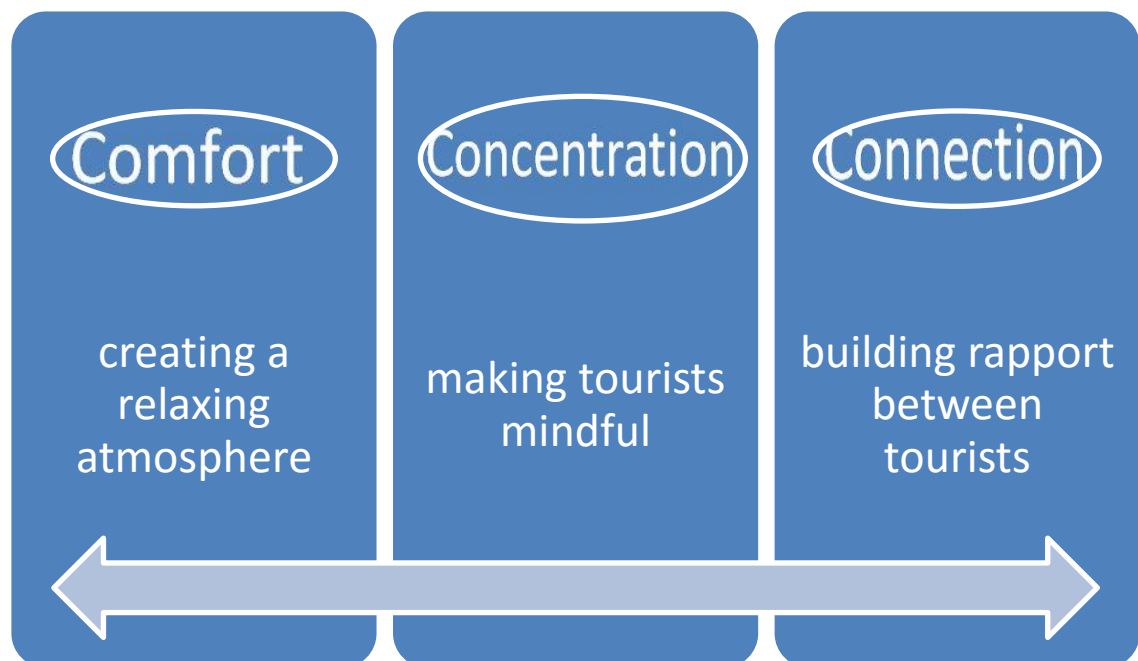 Comfort
creating a
relaxing
atmosphere
Concentration
making tourists
mindful
Connection
building rapport
between
tourists